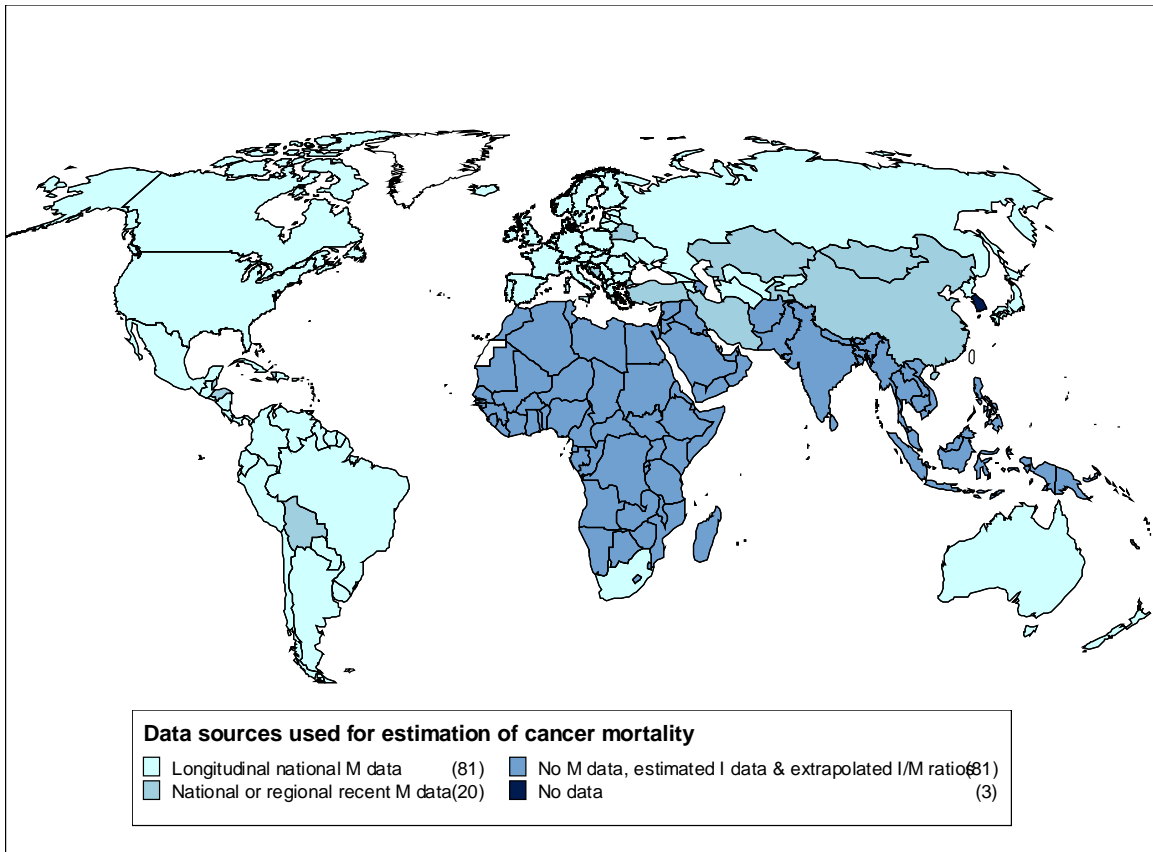 Data sources used for estimation of cancer mortality
Longitudinal national M data (81)
National or regional recent M data(20)
No M data, estimated I data & extrapolated I/M ratios(81)
No data (3)